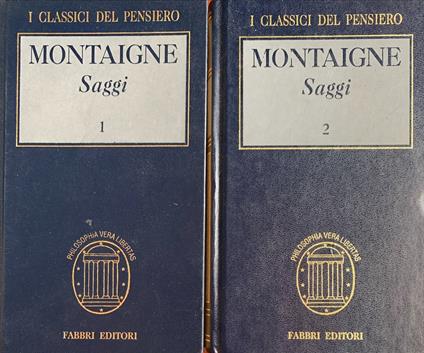 I CLASSICI DEL PENSIERO
MONTAIGNE
Saggi
1
PHILOSOPHIA VERA LIBERTAS
FABBRI EDITORI
I CLASSICI DEL PENSIERO
MONTAIGNE
Saggi
2
PHILOSOPHIA VERA LIBERTAS
FABBRI EDITORI